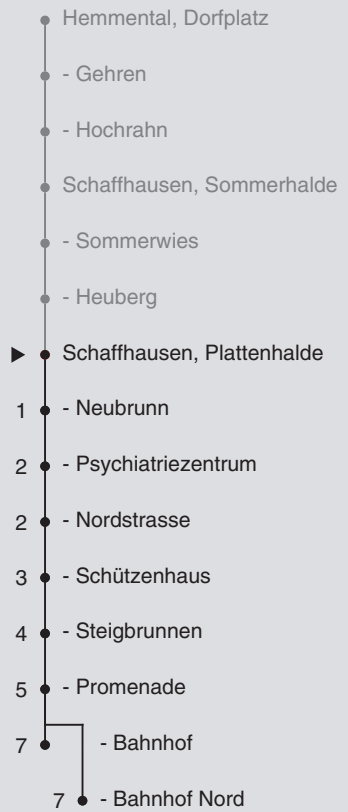 Hemmental, Dorfplatz
- Gehren
- Hochrahn
Schaffhausen, Sommerhalde
- Sommerwies
- Heuberg
Schaffhausen, Plattenhalde
1 - Neubrunn
2 - Psychiatriezentrum
2 - Nordstrasse
3 - Schützenhaus
4 - Steigbrunnen
5 - Promenade
7 - Bahnhof
7 - Bahnhof Nord